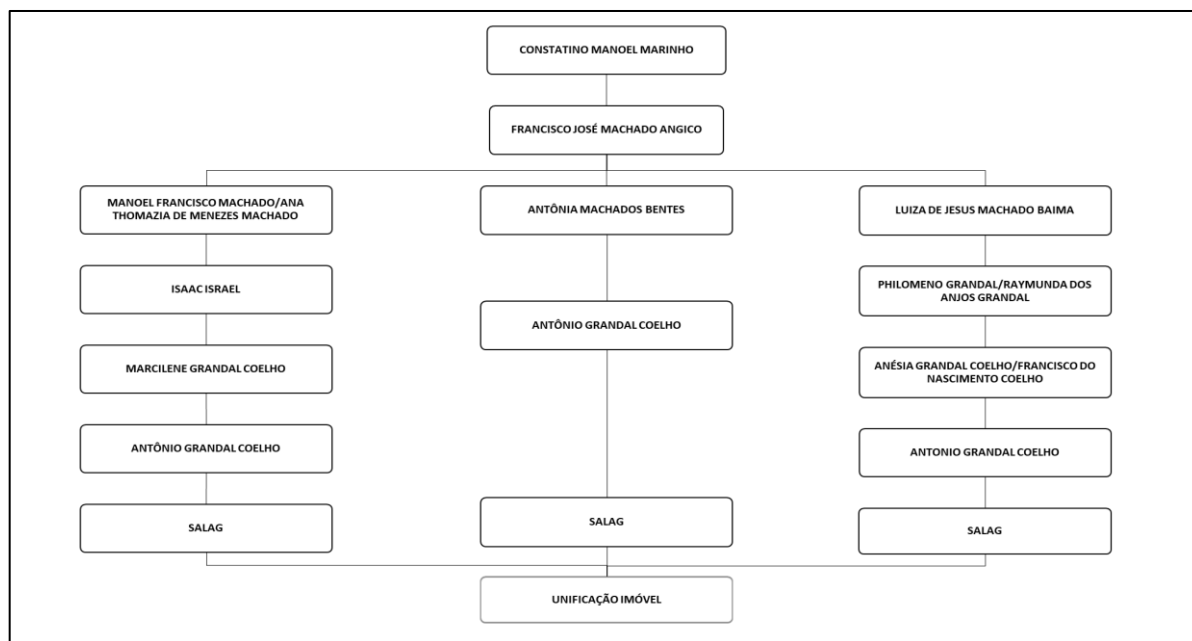 CONSTATINO MANOEL MARINHO
FRANCISCO JOSÉ MACHADO ANGICO
MANOEL FRANCISCO MACHADO/ANA
THOMAZIA DE MENEZES MACHADO
ISAAC ISRAEL
MARCILENE GRANDAL COELHO
ANTÔNIO GRANDAL COELHO
SALAG
ANTÔNIA MACHADOS BENTES
ANTÔNIO GRANDAL COELHO
SALAG
LUIZA DE JESUS MACHADO BAIMA
PHILOMENO GRANDAL/RAYMUNDA DOS
ANJOS GRANDAL
ANÉSIA GRANDAL COELHO/FRANCISCO DO
NASCIMENTO COELHO
ANTONIO GRANDAL COELHO
SALAG
UNIFICAÇÃO IMÓVEL